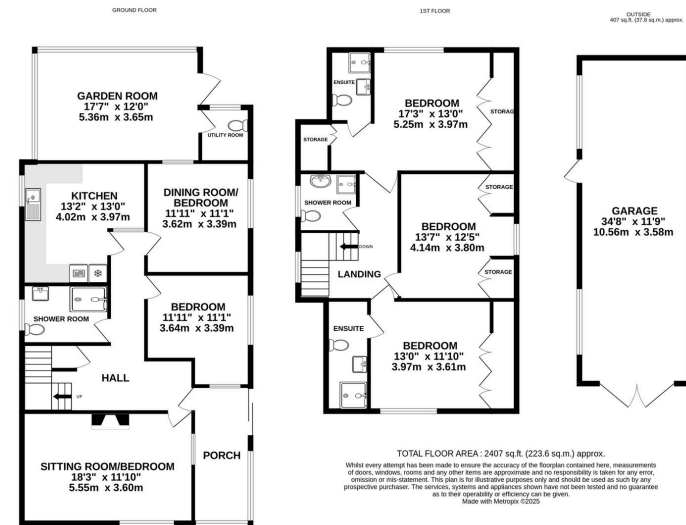 GROUND FLOOR
GARDEN ROOM
17'7" x 12'0"
5.36m x 3.65m
UTILITY ROOM
KITCHEN
13'2" x 13'0"
4.02m x 3.97m
DINING ROOM/
BEDROOM
11'11" x 11'1"
3.62m x 3.39m
SHOWER ROOM
BEDROOM
11'11" x 11'1"
3.64m x 3.39m
HALL
UP
SITTING ROOM/BEDROOM
18'3" x 11'10"
5.55m x 3.60m
PORCH
1ST FLOOR
ENSUITE
BEDROOM
17'3" x 13'0"
5.25m x 3.97m
STORAGE
STORAGE
SHOWER ROOM
STORAGE
BEDROOM
13'7" x 12'5"
4.14m x 3.80m
DOWN
LANDING
STORAGE
ENSUITE
BEDROOM
13'0" x 11'10"
3.97m x 3.61m
OUTSIDE
407 sq.ft. (37.8 sq.m.) approx.
GARAGE
34'8" x 11'9"
10.56m x 3.58m
TOTAL FLOOR AREA : 2407 sq.ft. (223.6 sq.m.) approx.
Whilst every attempt has been made to ensure the accuracy of the floorplan contained here, measurements
of doors, windows, rooms and any other items are approximate and no responsibility is taken for any error,
omission or mis-statement. This plan is for illustrative purposes only and should be used as such by any
prospective purchaser. The services, systems and appliances shown have not been tested and no guarantee
as to their operability or efficiency can be given.
Made with Metropix ©2025